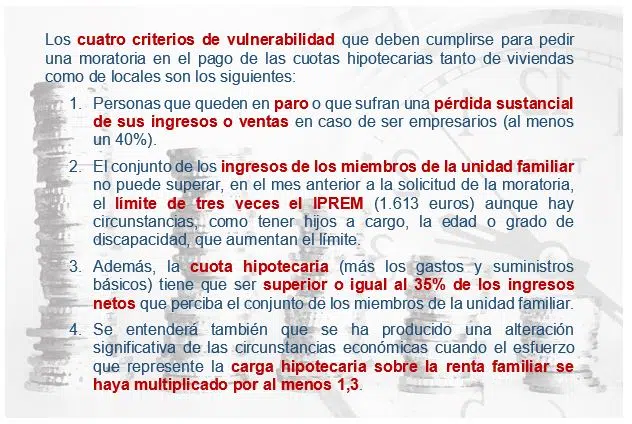 Los cuatro criterios de vulnerabilidad que deben cumplirse para pedir
una moratoria en el pago de las cuotas hipotecarias tanto de viviendas
como de locales son los siguientes:
1. Personas que queden en paro o que sufran una pérdida sustancial
de sus ingresos o ventas en caso de ser empresarios (al menos
un 40%).
2. El conjunto de los ingresos de los miembros de la unidad familiar
no puede superar, en el mes anterior a la solicitud de la moratoria,
el límite de tres veces el IPREM (1.613 euros) aunque hay
circunstancias, como tener hijos a cargo, la edad o grado de
discapacidad, que aumentan el límite.
3. Además, la cuota hipotecaria (más los gastos y suministros
básicos) tiene que ser superior o igual al 35% de los ingresos
netos que perciba el conjunto de los miembros de la unidad familiar.
4. Se entenderá también que se ha producido una alteración
significativa de las circunstancias económicas cuando el esfuerzo
que represente la carga hipotecaria sobre la renta familiar se
haya multiplicado por al menos 1,3.